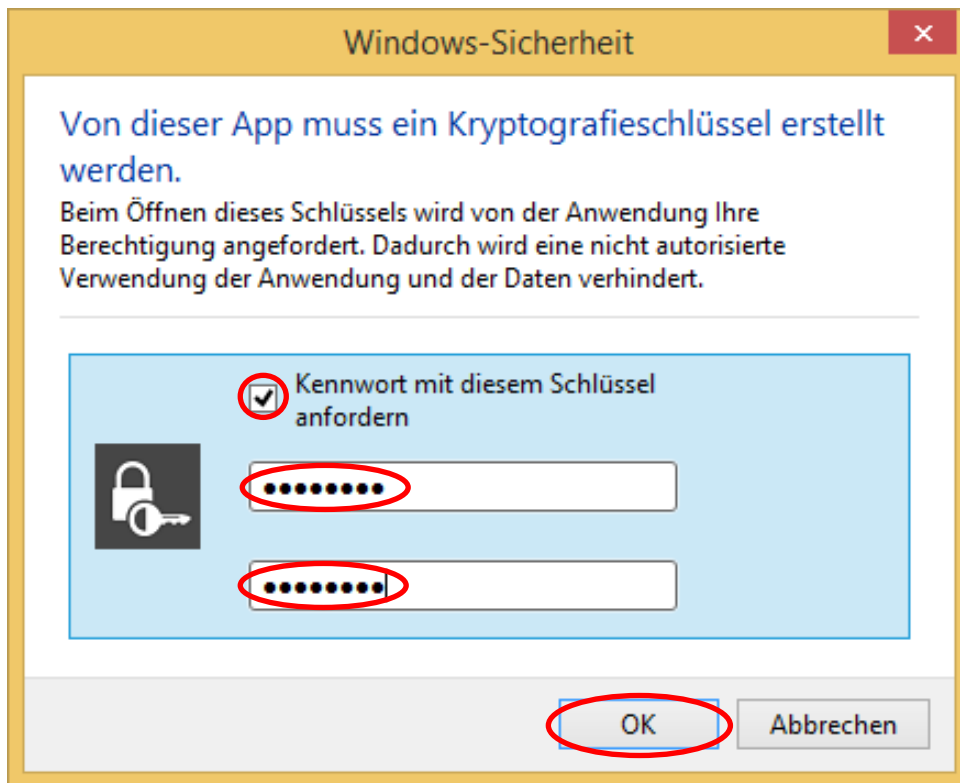 Windows-Sicherheit
Von dieser App muss ein Kryptografieschlüssel erstellt
werden.
Beim Öffnen dieses Schlüssels wird von der Anwendung Ihre
Berechtigung angefordert. Dadurch wird eine nicht autorisierte
Verwendung der Anwendung und der Daten verhindert.
Kennwort mit diesem Schlüssel
anfordern
●●●●●●●●
●●●●●●●●
OK Abbrechen